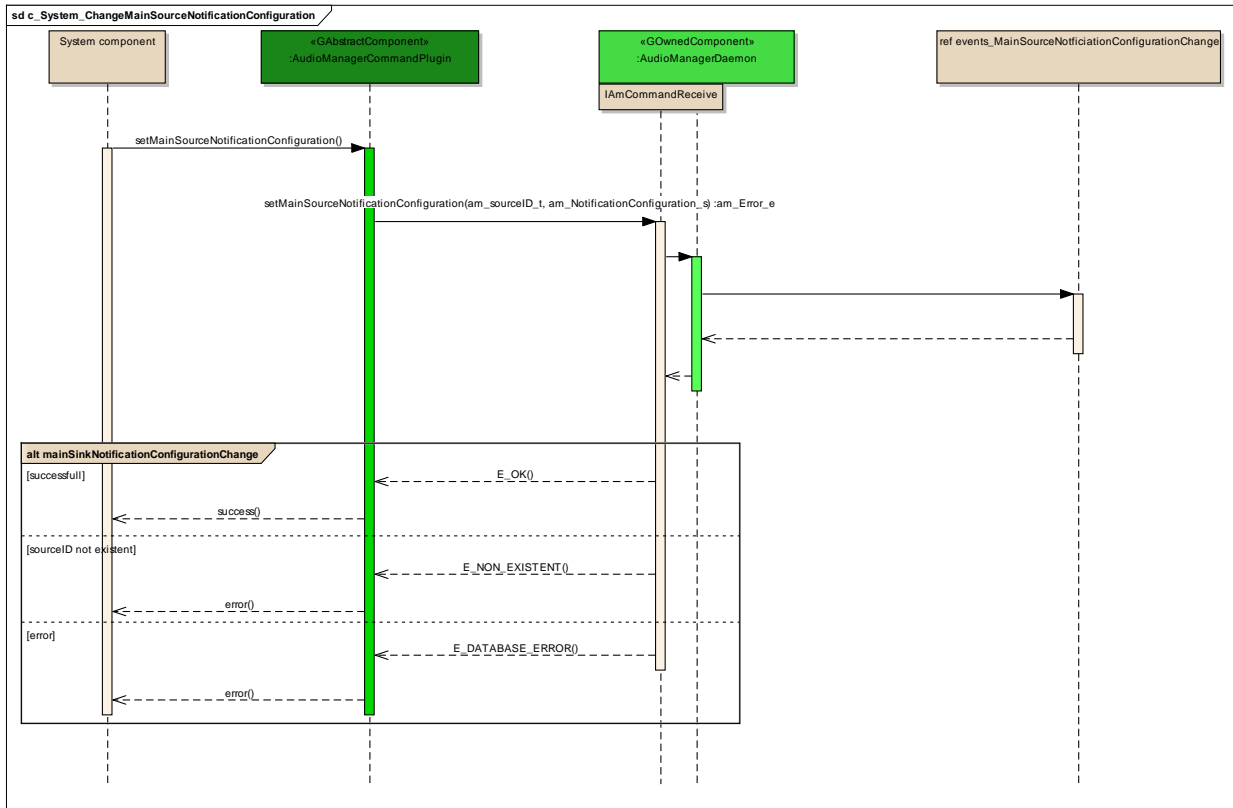 sd c_System_ChangeMainSourceNotificationConfiguration
System component
«GAbstractComponent»
:AudioManagerCommandPlugin
«GOwnedComponent»
:AudioManagerDaemon
IAmCommandReceive
ref events_MainSourceNotficiationConfigurationChange
setMainSourceNotificationConfiguration()
setMainSourceNotificationConfiguration(am_sourceID_t, am_NotificationConfiguration_s) :am_Error_e
alt mainSinkNotificationConfigurationChange
[successfull]
E_OK()
success()
[sourceID not existent]
E_NON_EXISTENT()
error()
[error]
E_DATABASE_ERROR()
error()